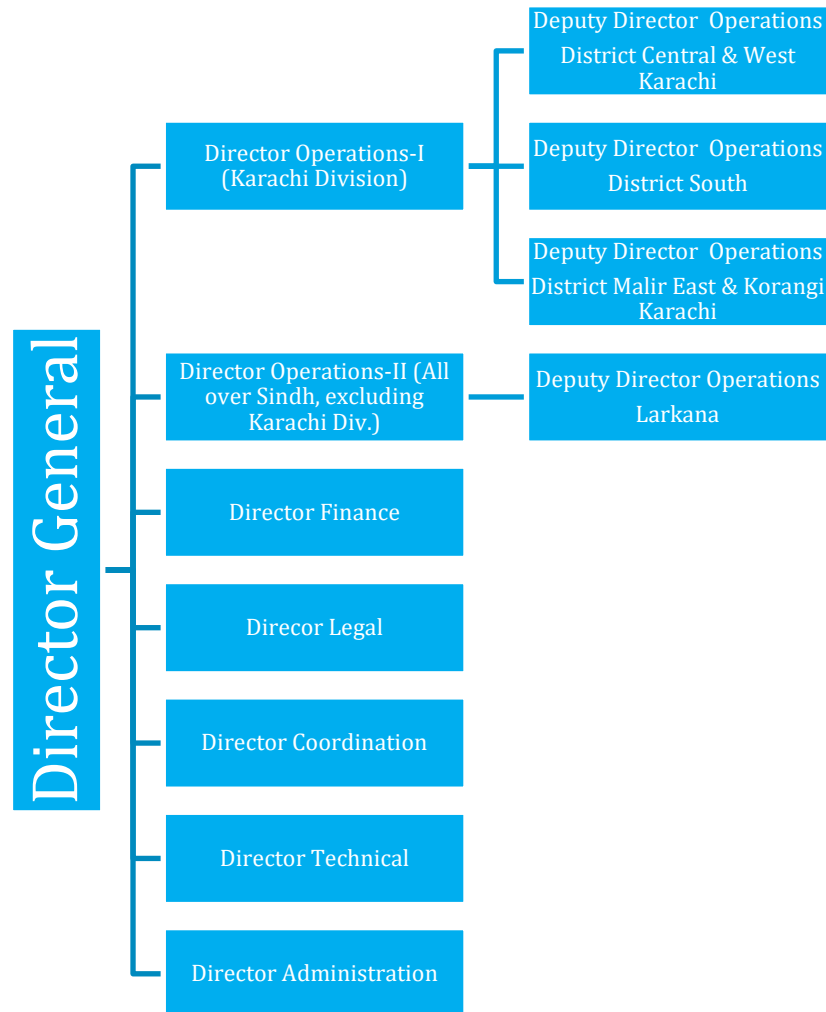 Director General
Director Operations-I
(Karachi Division)
Deputy Director  Operations
District Central & West
Karachi
Deputy Director  Operations
District South
Deputy Director  Operations
District Malir East & Korangi
Karachi
Director Operations-II (All
over Sindh, excluding
Karachi Div.)
Deputy Director Operations
Larkana
Director Finance
Direcor Legal
Director Coordination
Director Technical
Director Administration